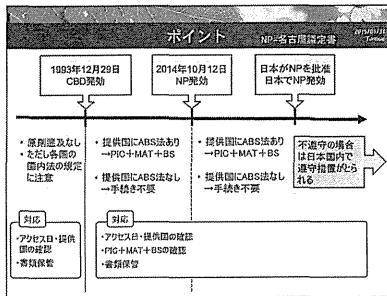 ポイント
NP=名古屋議定書
1993年12月29日
CBD発効
2014年10月12日
NP発効
日本がNPを批准
日本でNP発効
・原則遡及なし
・ただし各国の
国内法の規定
に注意
・提供国にABS法あり
→PIC+MAT+BS
・提供国にABS法なし
→手続き不要
・提供国にABS法あり
→PIC+MAT+BS
・提供国にABS法なし
→手続き不要
不遵守の場合
は日本国内で
遵守措置がと
られる
対応
・アクセス日・提供
国の確認
・書類保管
対応
・アクセス日・提供国の確認
・PIC+MAT+BSの確認
・書類保管